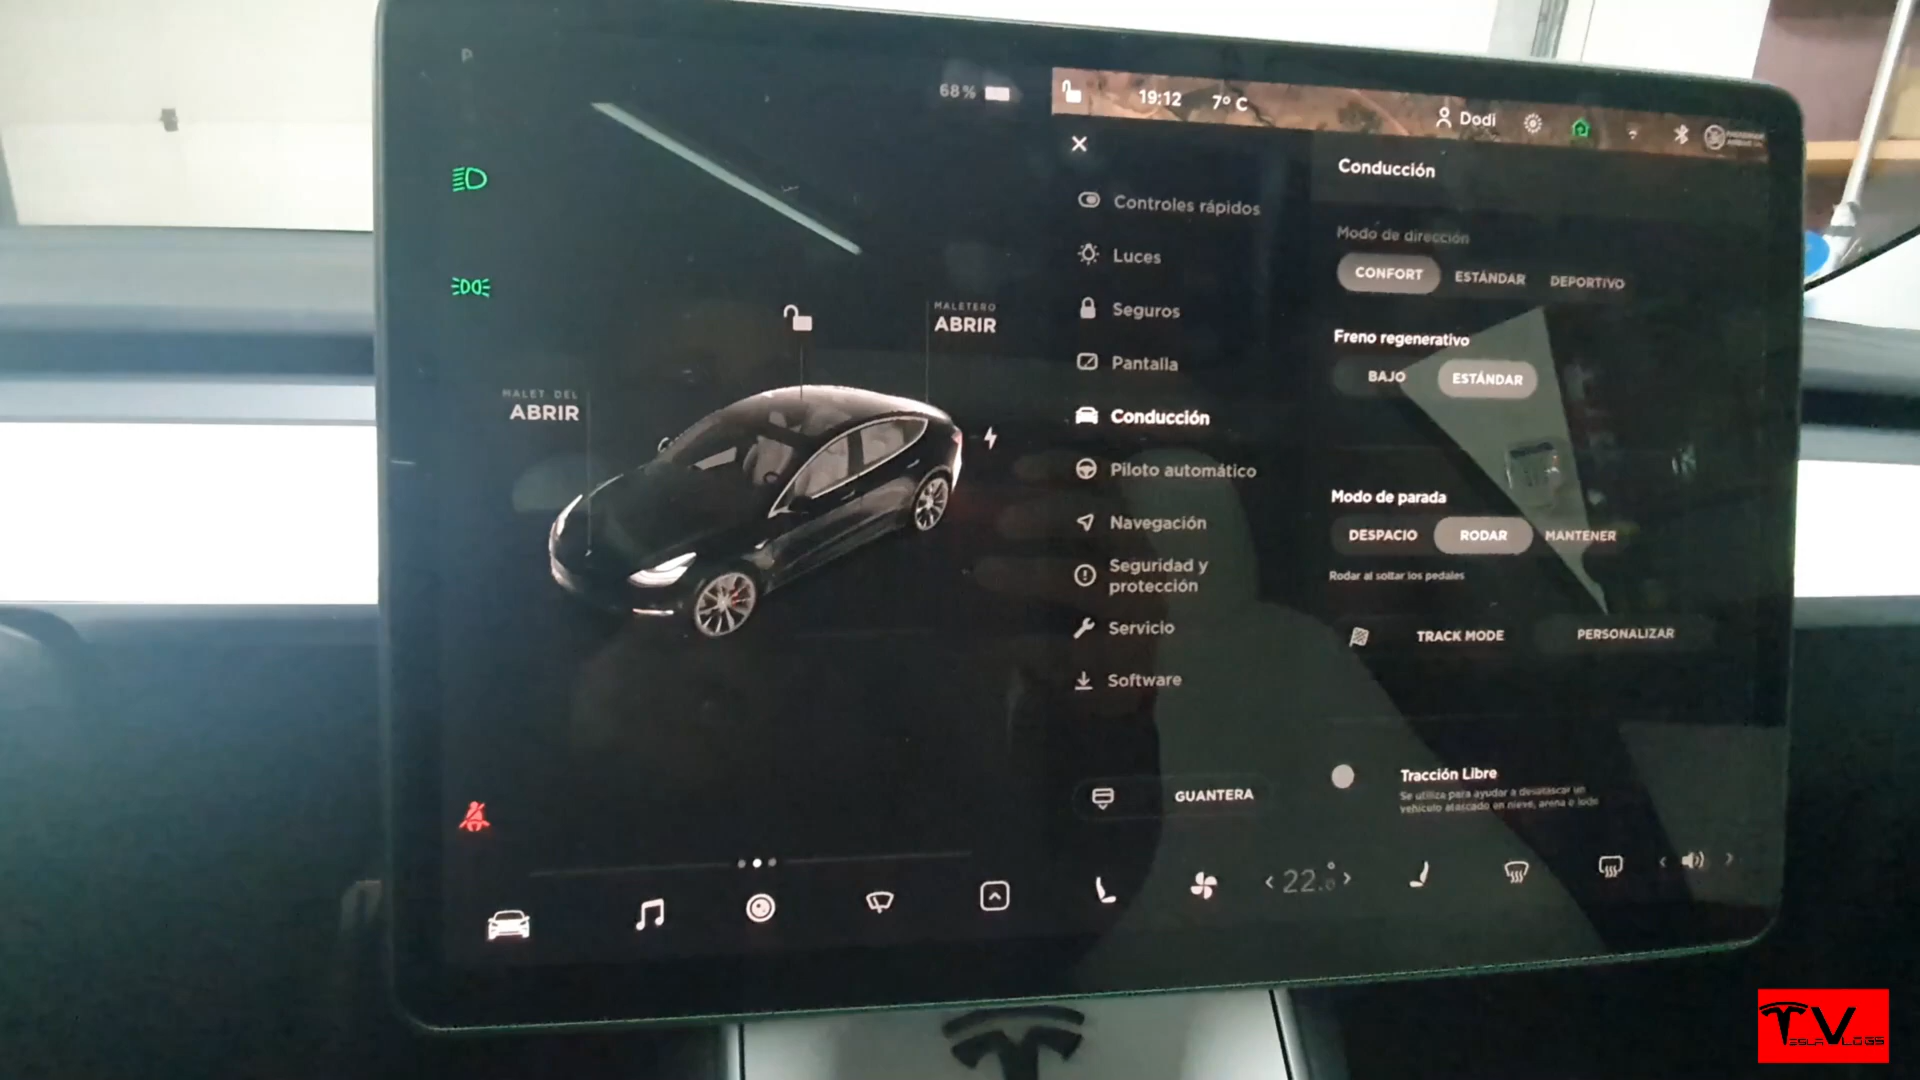 P
68 %
19:12
7° C
Dodi
Conducción
Controles rápidos
Luces
Seguros
Pantalla
Conducción
Piloto automático
Navegación
Seguridad y
protección
Servicio
Software
GUANTERA
MALETERO
ABRIR
MALET. DEL
ABRIR
Modo de dirección
CONFORT
ESTÁNDAR
DEPORTIVO
Freno regenerativo
BAJO
ESTÁNDAR
Modo de parada
DESPACIO
RODAR
MANTENER
Rodar al soltar los pedales
TRACK MODE
PERSONALIZAR
Tracción Libre
Se utiliza para ayudar a desatascar un
vehículo atascado en nieve, arena o lodo
22.0°
TESLA VLOGS